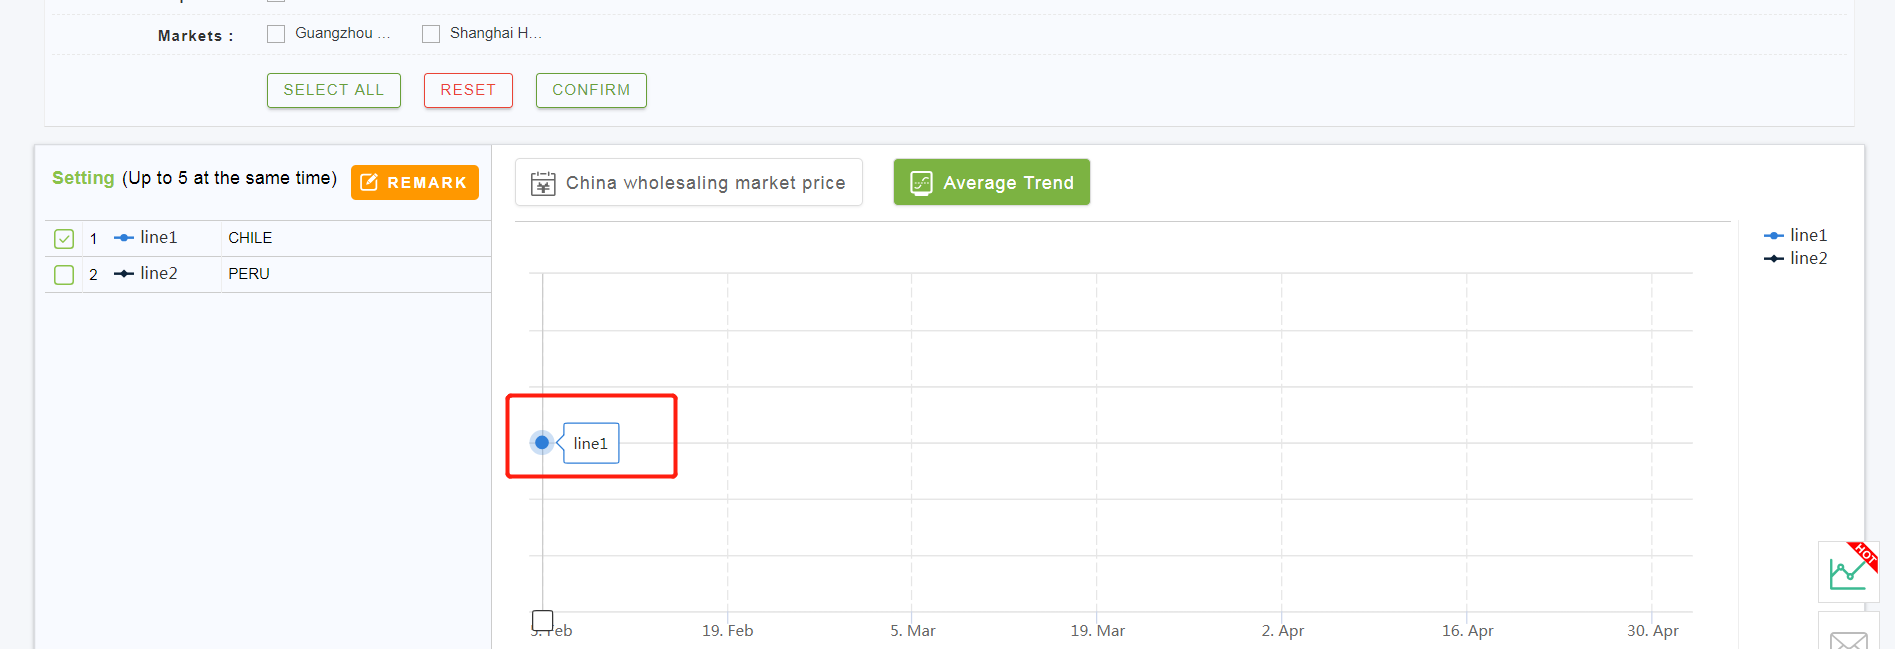 Markets :
Guangzhou ...
Shanghai H...
SELECT ALL
RESET
CONFIRM
Setting (Up to 5 at the same time)
REMARK
China wholesaling market price
Average Trend
1 line1 CHILE
2 line2 PERU
line1
line2
line1
Feb
19. Feb
5. Mar
19. Mar
2. Apr
16. Apr
30. Apr
HOT